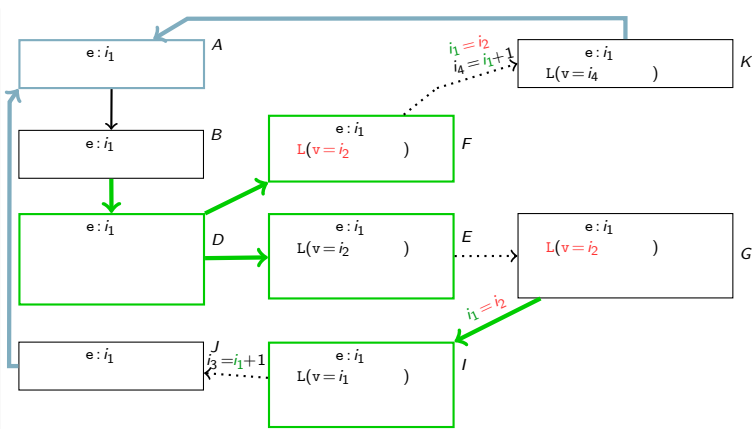 e : i₁
A
i₁ = i₂
i₄ = i₁+1
e : i₁
L(v = i₄ )
K
e : i₁
B
e : i₁
L(v = i₂ )
F
e : i₁
D
e : i₁
L(v = i₂ )
E
e : i₁
L(v = i₂ )
G
i₁ = i₂
e : i₁
J
i₃ = i₁+1
e : i₁
L(v = i₁ )
I